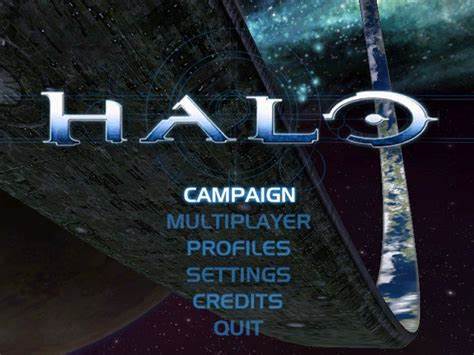 HALO
CAMPAIGN
MULTIPLAYER
PROFILES
SETTINGS
CREDITS
QUIT